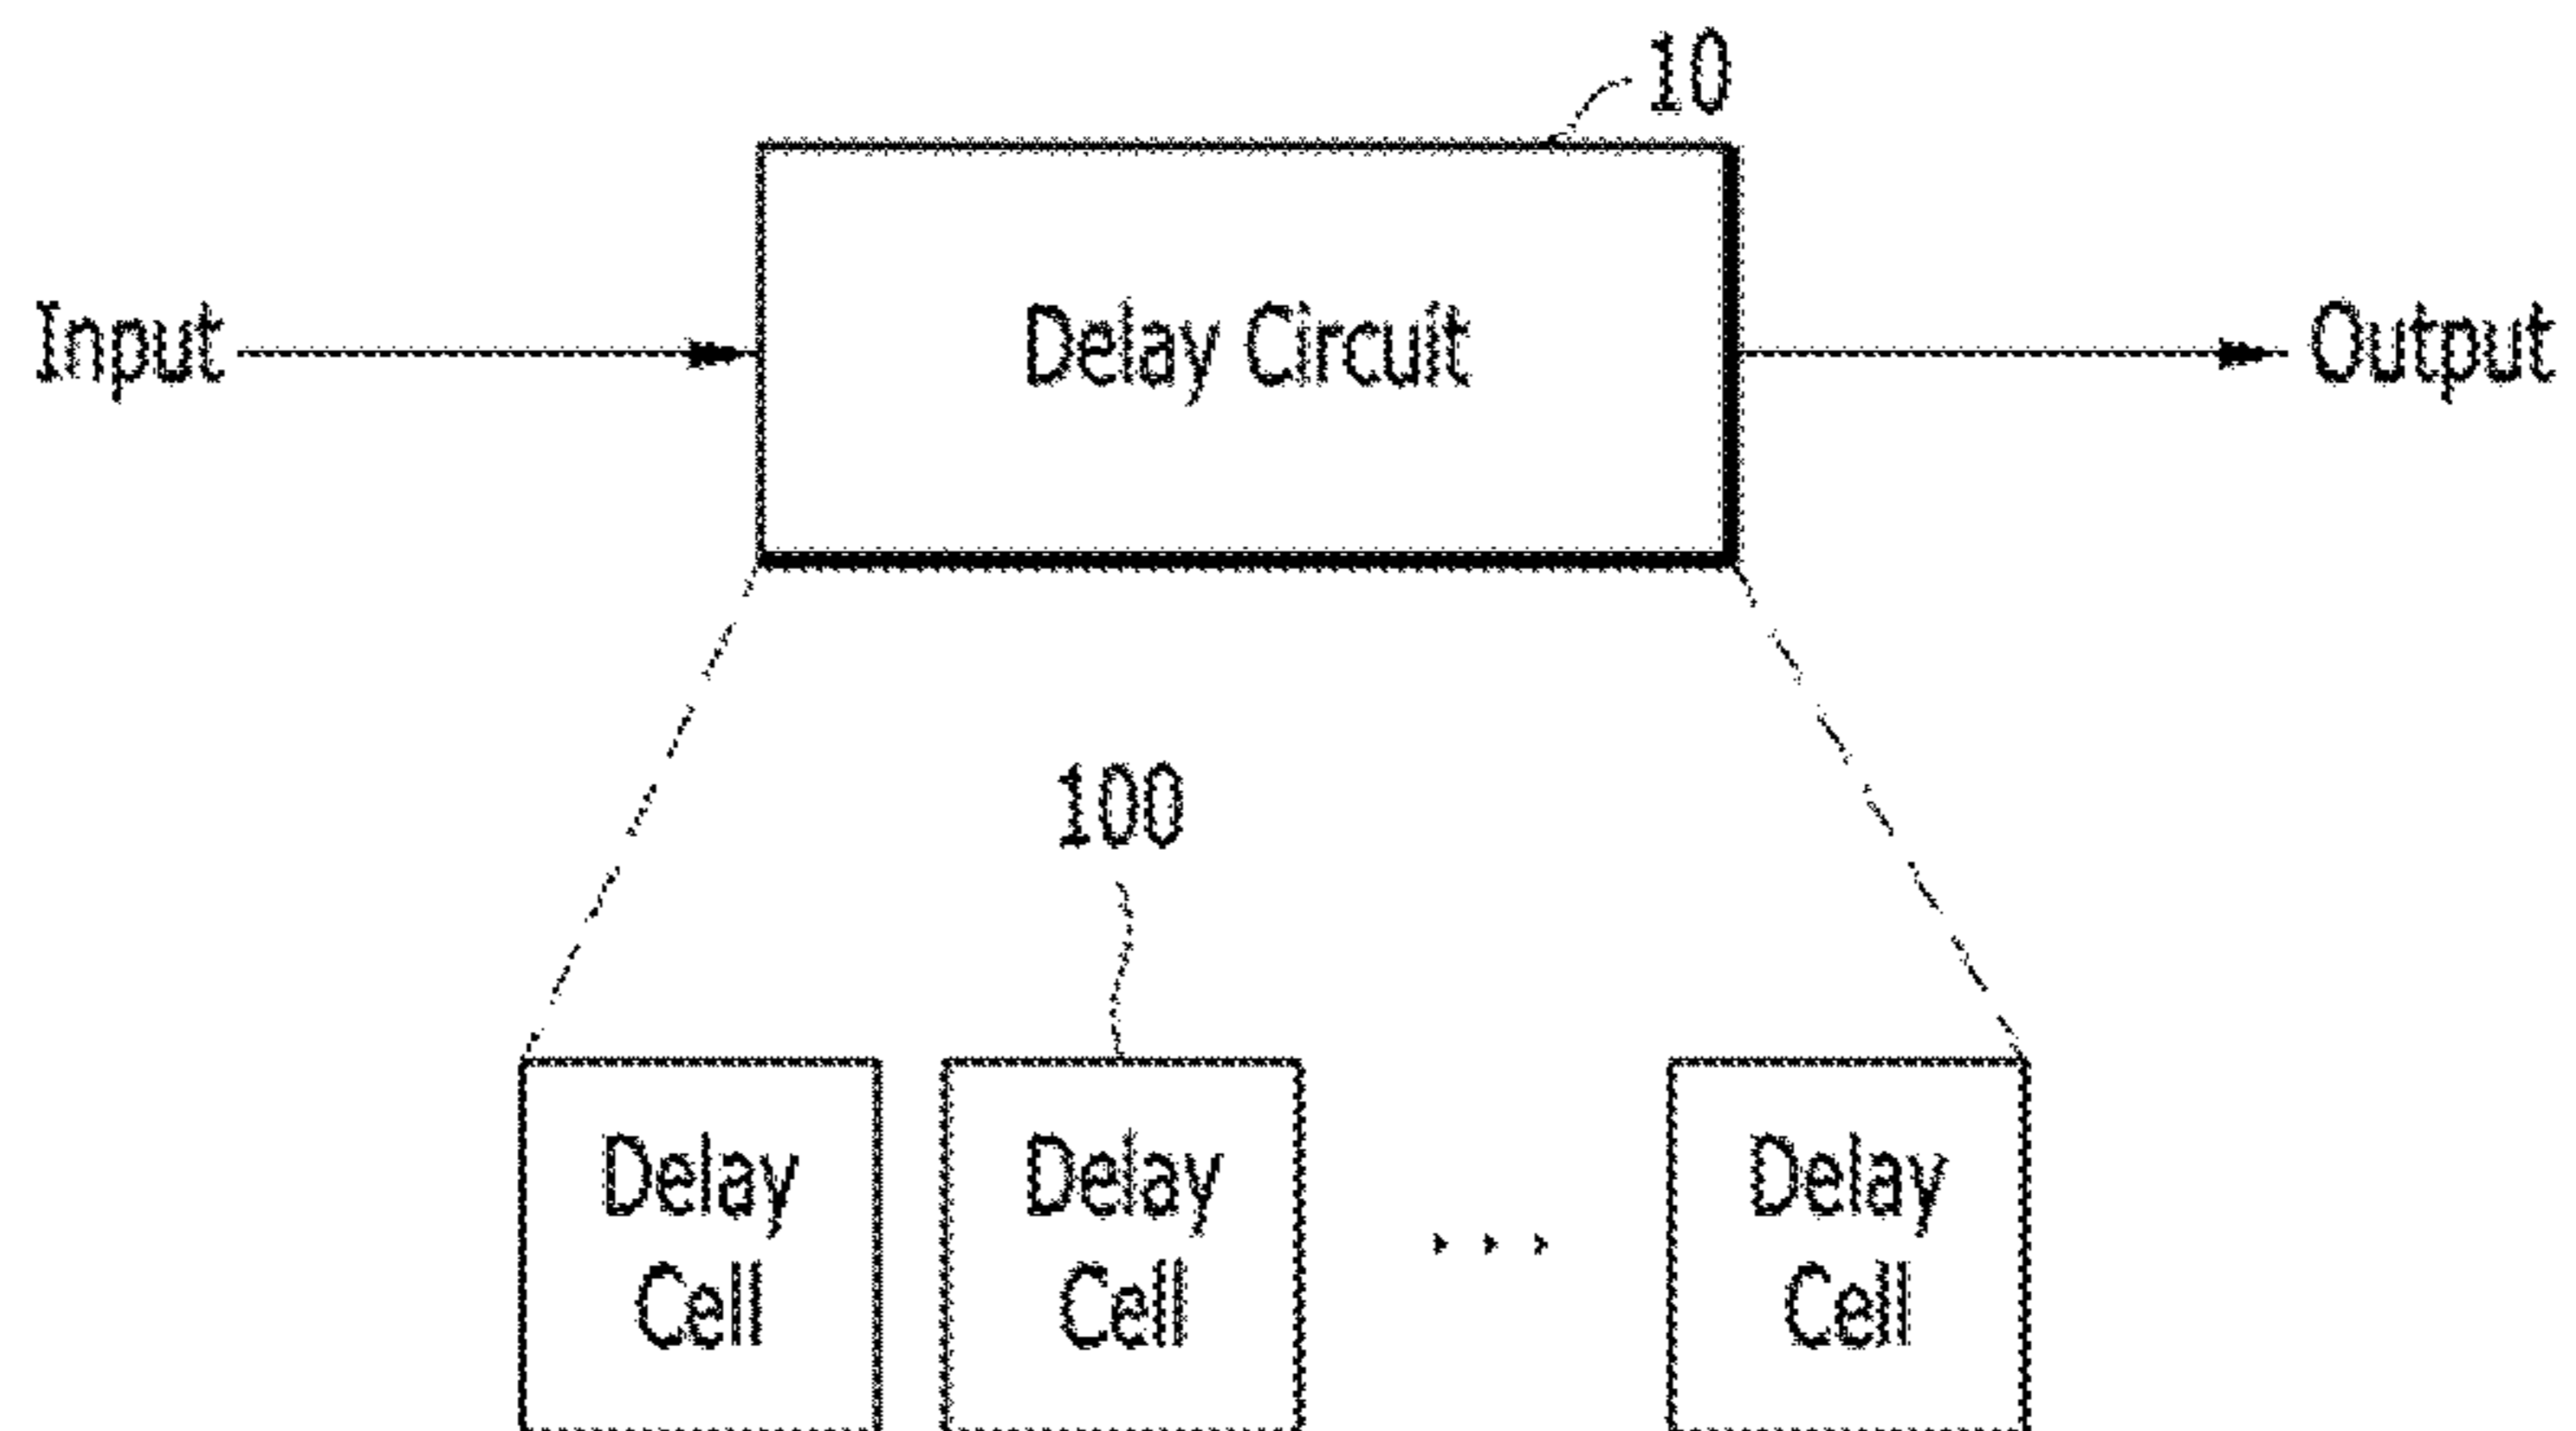 10
Input
Delay Circuit
Output
100
Delay
Cell
Delay
Cell
. . .
Delay
Cell